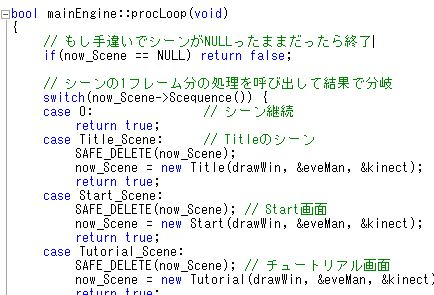 bool mainEngine::procLoop(void)
{
// もし手違いでシーンがNULLったままだったら終了
if(now_Scene == NULL) return false;
// シーンの1フレーム分の処理を呼び出して結果で分岐
switch(now_Scene->Scequence()) {
case 0: // シーン継続
return true;
case Title_Scene: // Titleのシーン
SAFE_DELETE(now_Scene);
now_Scene = new Title(drawWin, &eveMan, &kinect);
return true;
case Start_Scene:
SAFE_DELETE(now_Scene); // Start画面
now_Scene = new Start(drawWin, &eveMan, &kinect);
return true;
case Tutorial_Scene:
SAFE_DELETE(now_Scene); // チュートリアル画面
now_Scene = new Tutorial(drawWin, &eveMan, &kinect)
return true;